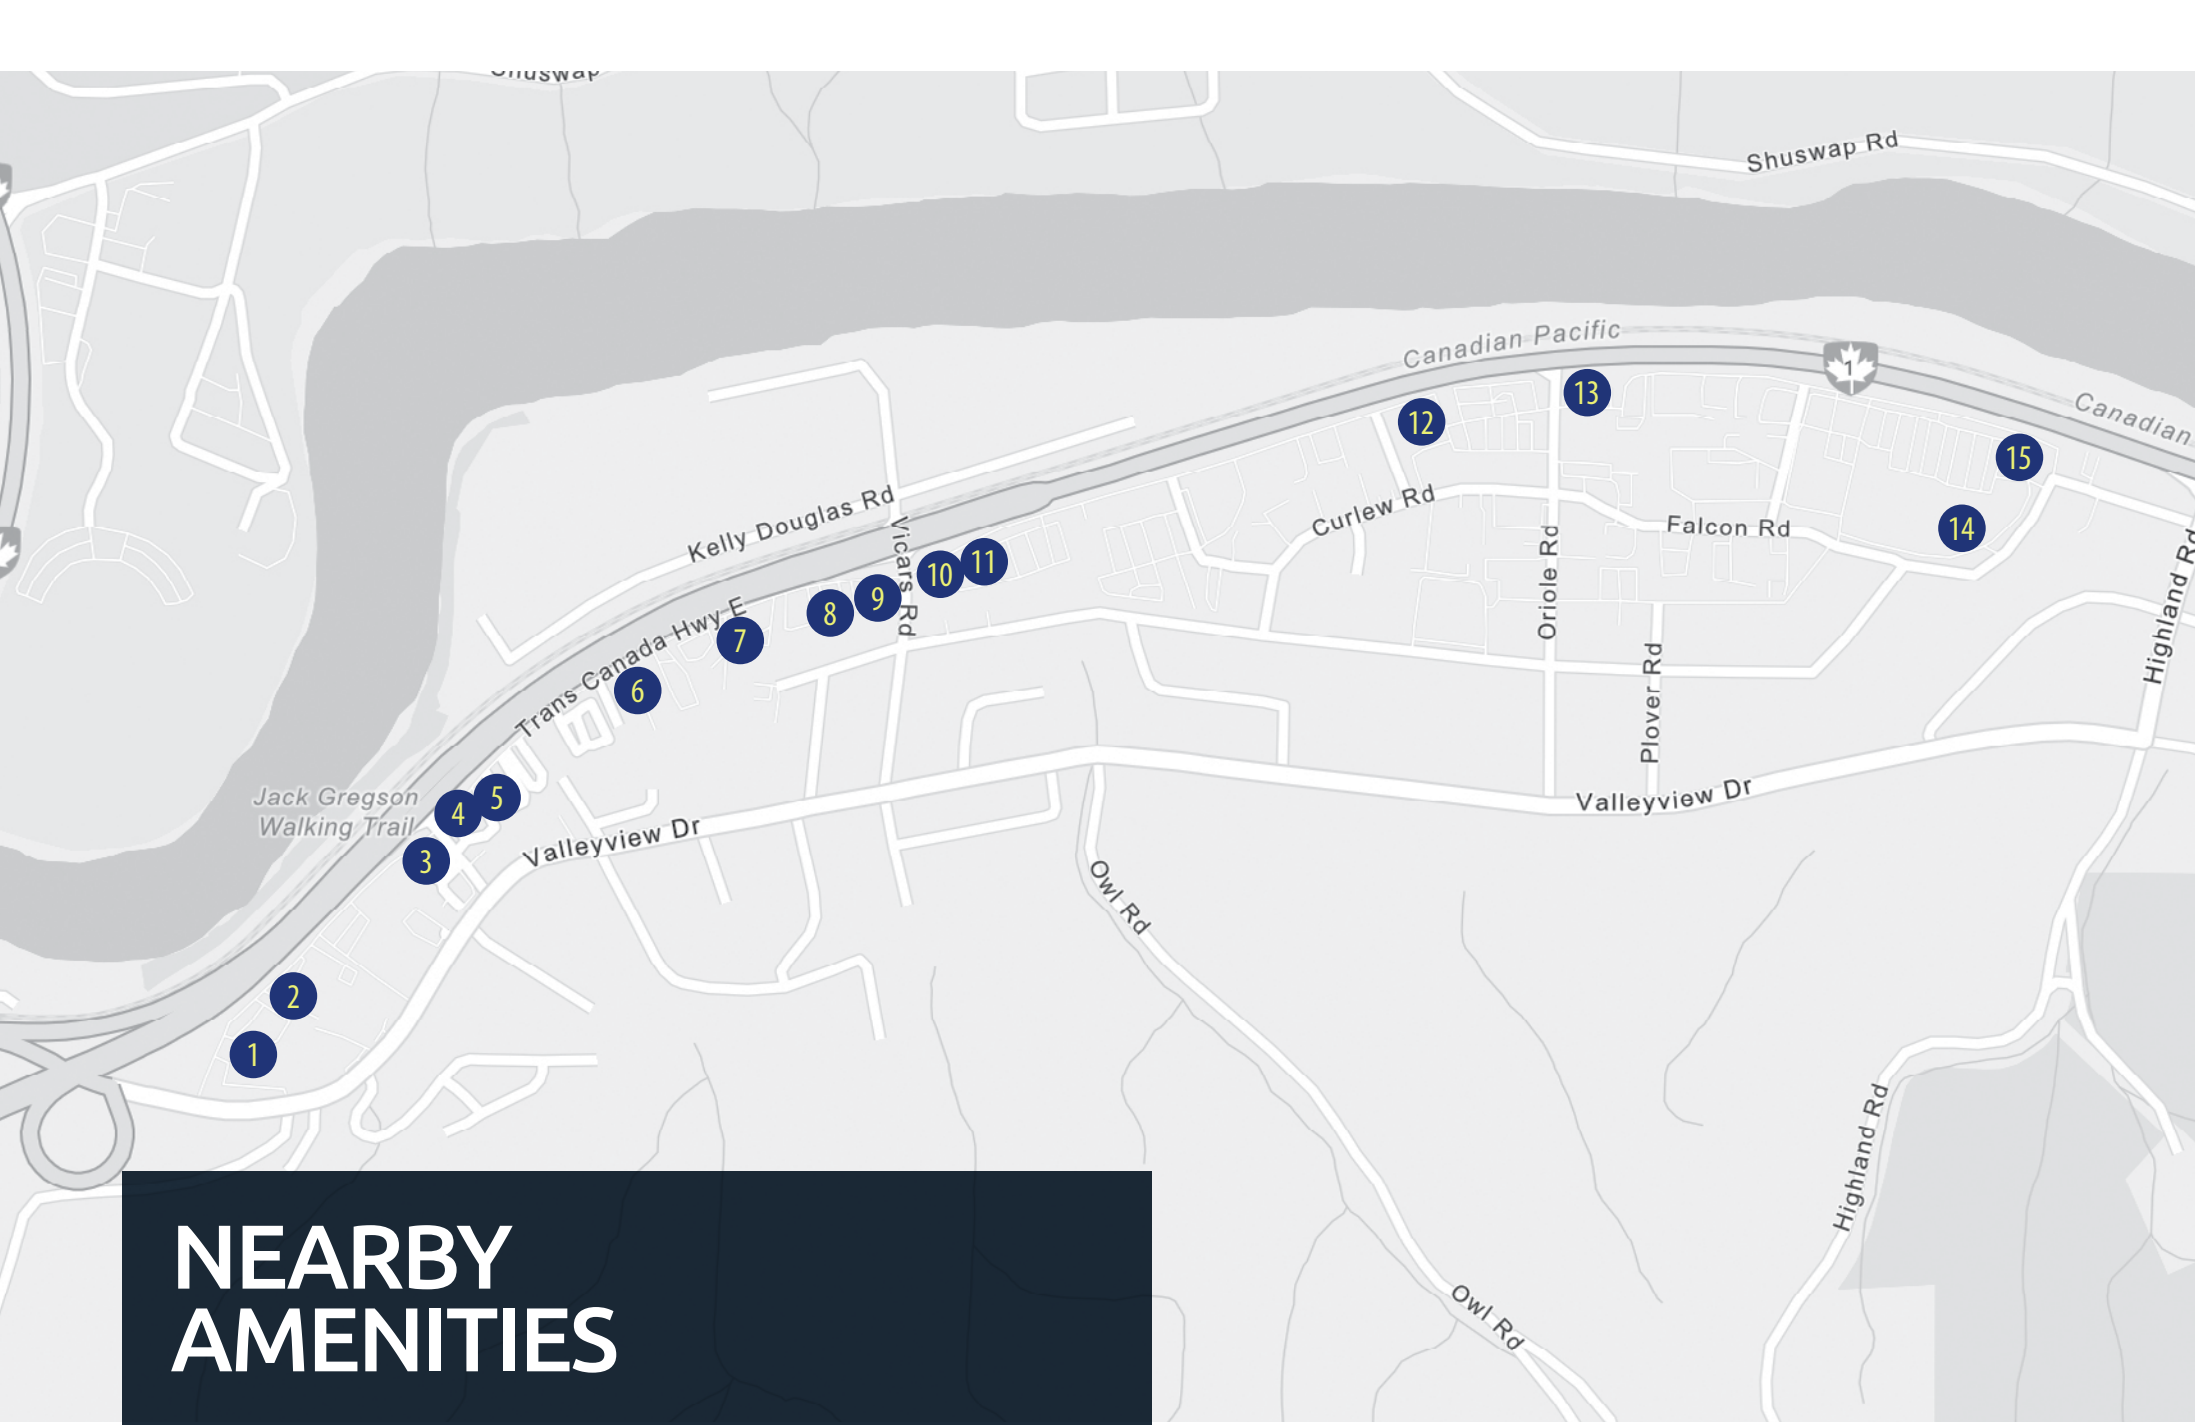 Shuswap
Shuswap Rd
Canadian Pacific
1
Canadian
13
12
15
Kelly Douglas Rd
Vicars Rd
Curlew Rd
Falcon Rd
14
Oriole Rd
Highland Rd
11
10
9
8
7
Trans Canada Hwy E
6
Plover Rd
Jack Gregson
Walking Trail
5
4
3
Valleyview Dr
Valleyview Dr
Owl Rd
2
1
Highland Rd
Owl Rd
NEARBY
AMENITIES